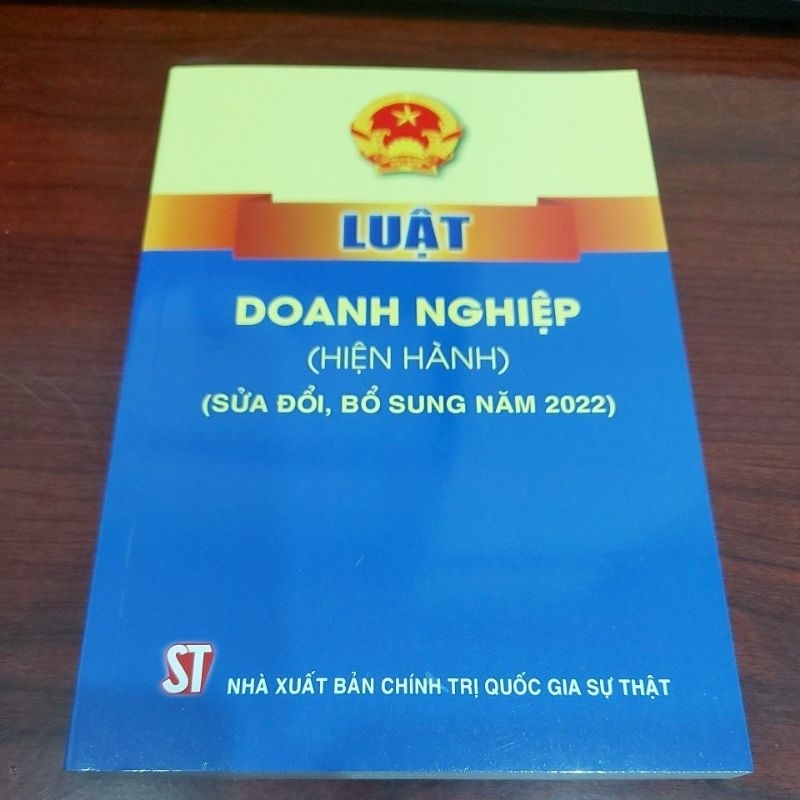 LUẬT
DOANH NGHIỆP
(HIỆN HÀNH)
(SỬA ĐỔI, BỔ SUNG NĂM 2022)
ST
NHÀ XUẤT BẢN CHÍNH TRỊ QUỐC GIA SỰ THẬT